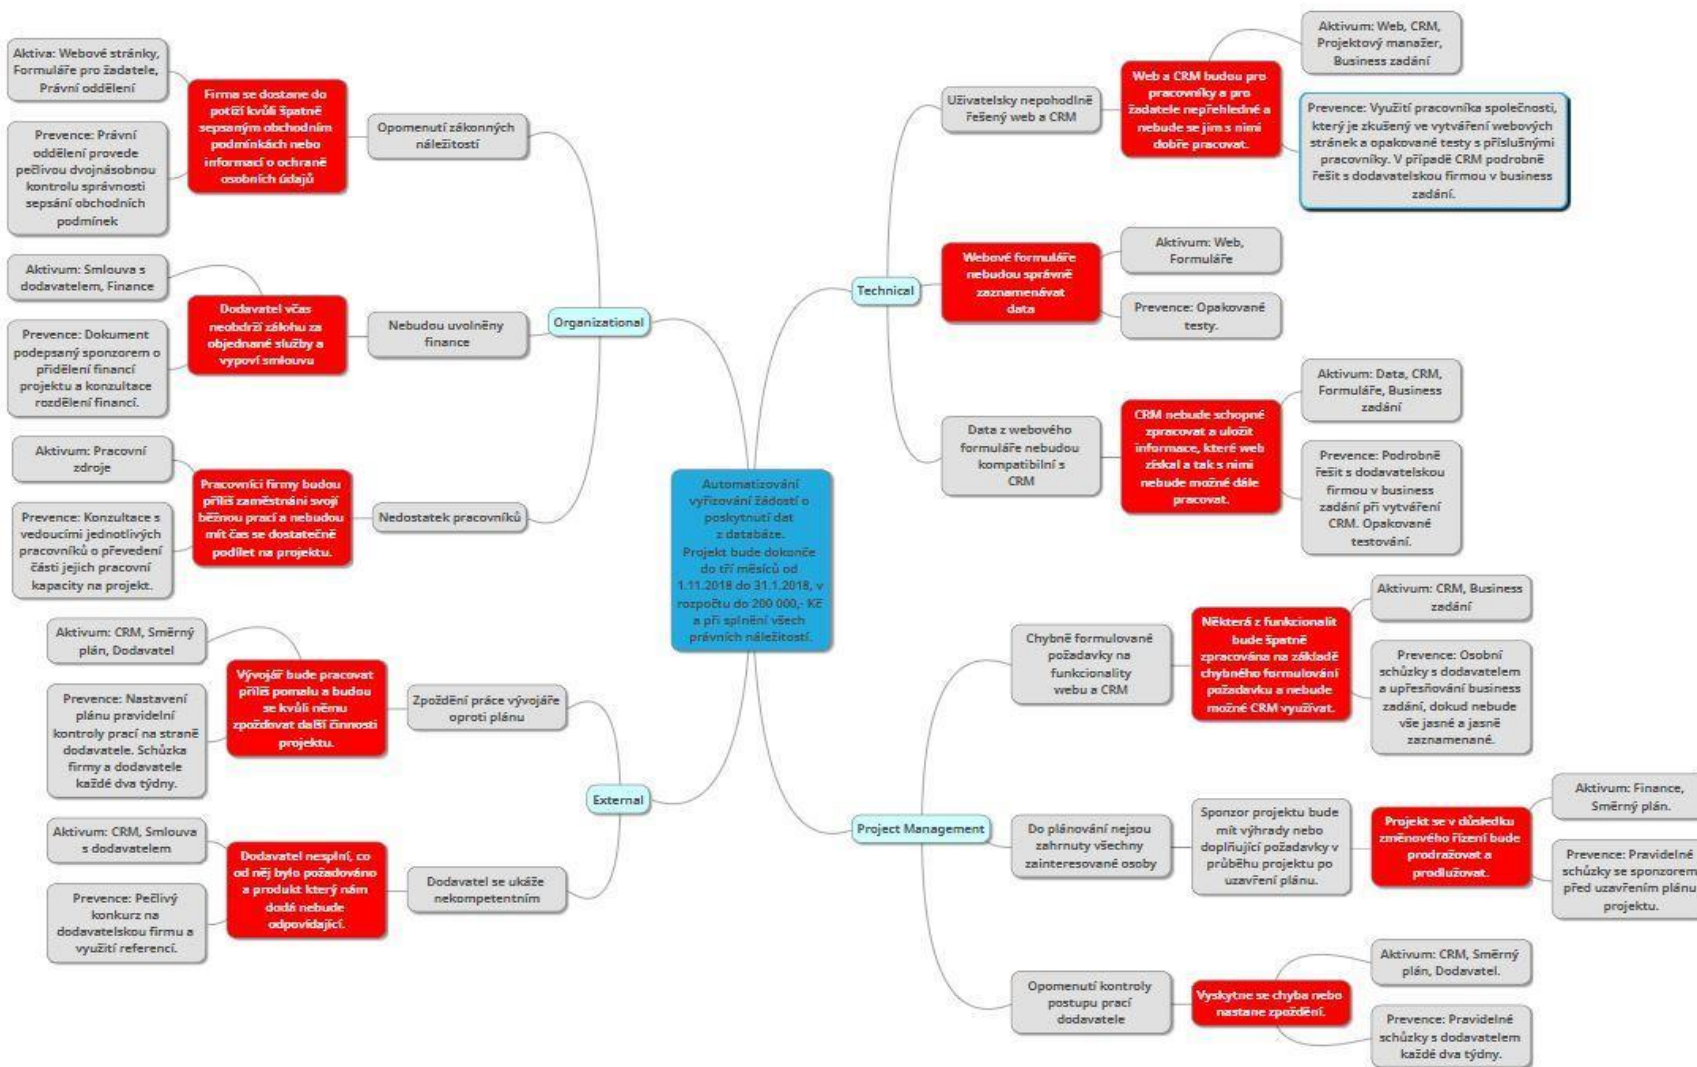 Automatizování
vyřizování žádostí o
poskytnutí dat
z databáze.
Projekt bude dokonče
do tří měsíců od
1.11.2018 do 31.1.2018, v
rozpočtu do 200 000,- Kč
a při splnění všech
právních náležitostí.
Organizational
Opomenutí zákonných
náležitostí
Firma se dostane do
potíží kvůli špatně
sepsaným obchodním
podmínkách nebo
informací o ochraně
osobních údajů
Aktiva: Webové stránky,
Formuláře pro žadatele,
Právní oddělení
Prevence: Právní
oddělení provede
pečlivou dvojnásobnou
kontrolu správnosti
sepsání obchodních
podmínek
Nebudou uvolněny
finance
Dodavatel včas
neobdrží zálohu za
objednané služby a
vypoví smlouvu
Aktivum: Smlouva s
dodavatelem, Finance
Prevence: Dokument
podepsaný sponzorem o
přidělení financí
projektu a konzultace
rozdělení financí.
Nedostatek pracovníků
Pracovníci firmy budou
příliš zaměstnáni svojí
běžnou prací a nebudou
mít čas se dostatečně
podílet na projektu.
Aktivum: Pracovní
zdroje
Prevence: Konzultace s
vedoucími jednotlivých
pracovníků o převedení
části jejich pracovní
kapacity na projekt.
External
Zpoždění práce vývojáře
oproti plánu
Vývojář bude pracovat
příliš pomalu a budou
se kvůli němu
zpožďovat další činnosti
projektu.
Aktivum: CRM, Směrný
plán, Dodavatel
Prevence: Nastavení
plánu pravidelní
kontroly prací na straně
dodavatele. Schůzka
firmy a dodavatele
každé dva týdny.
Dodavatel se ukáže
nekompetentním
Dodavatel nesplní, co
od něj bylo požadováno
a produkt který nám
dodá nebude
odpovídající.
Aktivum: CRM, Smlouva
s dodavatelem
Prevence: Pečlivý
konkurz na
dodavatelskou firmu a
využití referencí.
Technical
Uživatelsky nepohodlně
řešený web a CRM
Web a CRM budou pro
pracovníky a pro
žadatele nepřehledné a
nebude se jim s nimi
dobře pracovat.
Aktivum: Web, CRM,
Projektový manažer,
Business zadání
Prevence: Využití pracovníka společnosti,
který je zkušený ve vytváření webových
stránek a opakované testy s příslušnými
pracovníky. V případě CRM podrobně
řešit s dodavatelskou firmou v business
zadání.
Webové formuláře
nebudou správně
zaznamenávat
data
Aktivum: Web,
Formuláře
Prevence: Opakované
testy.
Data z webového
formuláře nebudou
kompatibilní s
CRM
CRM nebude schopné
zpracovat a uložit
informace, které web
získal a tak s nimi
nebude možné dále
pracovat.
Aktivum: Data, CRM,
Formuláře, Business
zadání
Prevence: Podrobně
řešit s dodavatelskou
firmou v business
zadání při vytváření
CRM. Opakované
testování.
Project Management
Chybně formulované
požadavky na
funkcionality
webu a CRM
Některá z funkcionalit
bude špatně
zpracována na základě
chybného formulování
požadavku a nebude
možné CRM využívat.
Aktivum: CRM, Business
zadání
Prevence: Osobní
schůzky s dodavatelem
a upřesňování business
zadání, dokud nebude
vše jasné a jasně
zaznamenané.
Do plánování nejsou
zahrnuty všechny
zainteresované osoby
Sponzor projektu bude
mít výhrady nebo
doplňující požadavky v
průběhu projektu po
uzavření plánu.
Projekt se v důsledku
změnového řízení bude
prodražovat a
prodlužovat.
Aktivum: Finance,
Směrný plán.
Prevence: Pravidelné
schůzky se sponzorem
před uzavřením plánu
projektu.
Opomenutí kontroly
postupu prací
dodavatele
Vyskytne se chyba nebo
nastane zpoždění.
Aktivum: CRM, Směrný
plán, Dodavatel.
Prevence: Pravidelné
schůzky s dodavatelem
každé dva týdny.